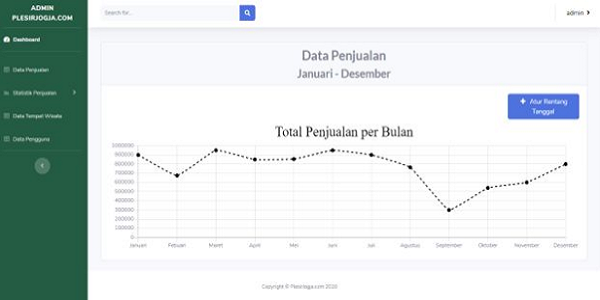 ADMIN
PLESIRJOGJA.COM
Dashboard
Data Penjualan
Statistik Penjualan
Data Tempat Wisata
Data Pengguna
Search for...
admin
Data Penjualan
Januari - Desember
+ Atur Rentang
Tanggal
Total Penjualan per Bulan
1000000
900000
800000
700000
600000
500000
400000
300000
200000
100000
0
Januari Febuari Maret April Mei Juni Juli Agustus September Oktober November Desember
Copyright © Plesirjogja.com 2020